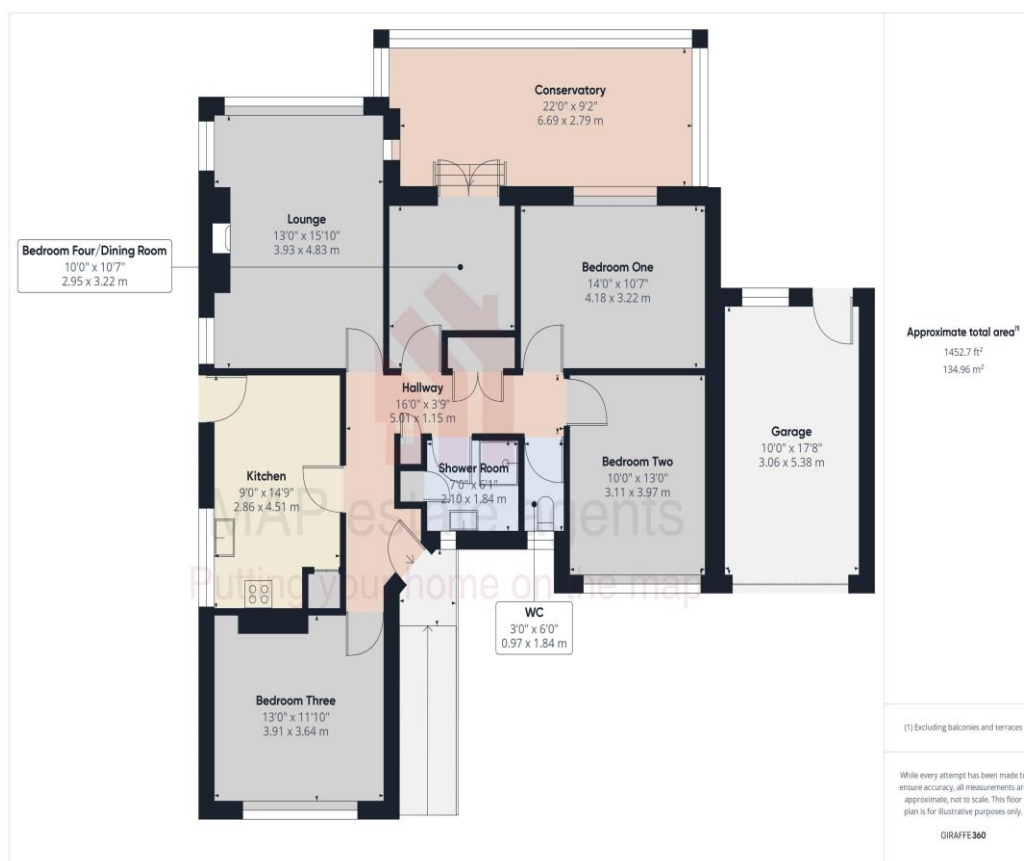 Conservatory
22'0" x 9'2"
6.69 x 2.79 m
Lounge
13'0" x 15'10"
3.93 x 4.83 m
Bedroom Four/Dining Room
10'0" x 10'7"
2.95 x 3.22 m
Bedroom One
14'0" x 10'7"
4.18 x 3.22 m
Approximate total area(1)
1452.7 ft²
134.96 m²
Hallway
16'0" x 3'9"
5.01 x 1.15 m
Garage
10'0" x 17'8"
3.06 x 5.38 m
Kitchen
9'0" x 14'9"
2.86 x 4.51 m
Shower Room
7'0" x 6'1"
2.10 x 1.84 m
Bedroom Two
10'0" x 13'0"
3.11 x 3.97 m
MAP estate agents
Putting your home on the map
WC
3'0" x 6'0"
0.97 x 1.84 m
Bedroom Three
13'0" x 11'10"
3.91 x 3.64 m
(1) Excluding balconies and terraces
While every attempt has been made to
ensure accuracy, all measurements are
approximate, not to scale. This floor
plan is for illustrative purposes only.
GIRAFFE360